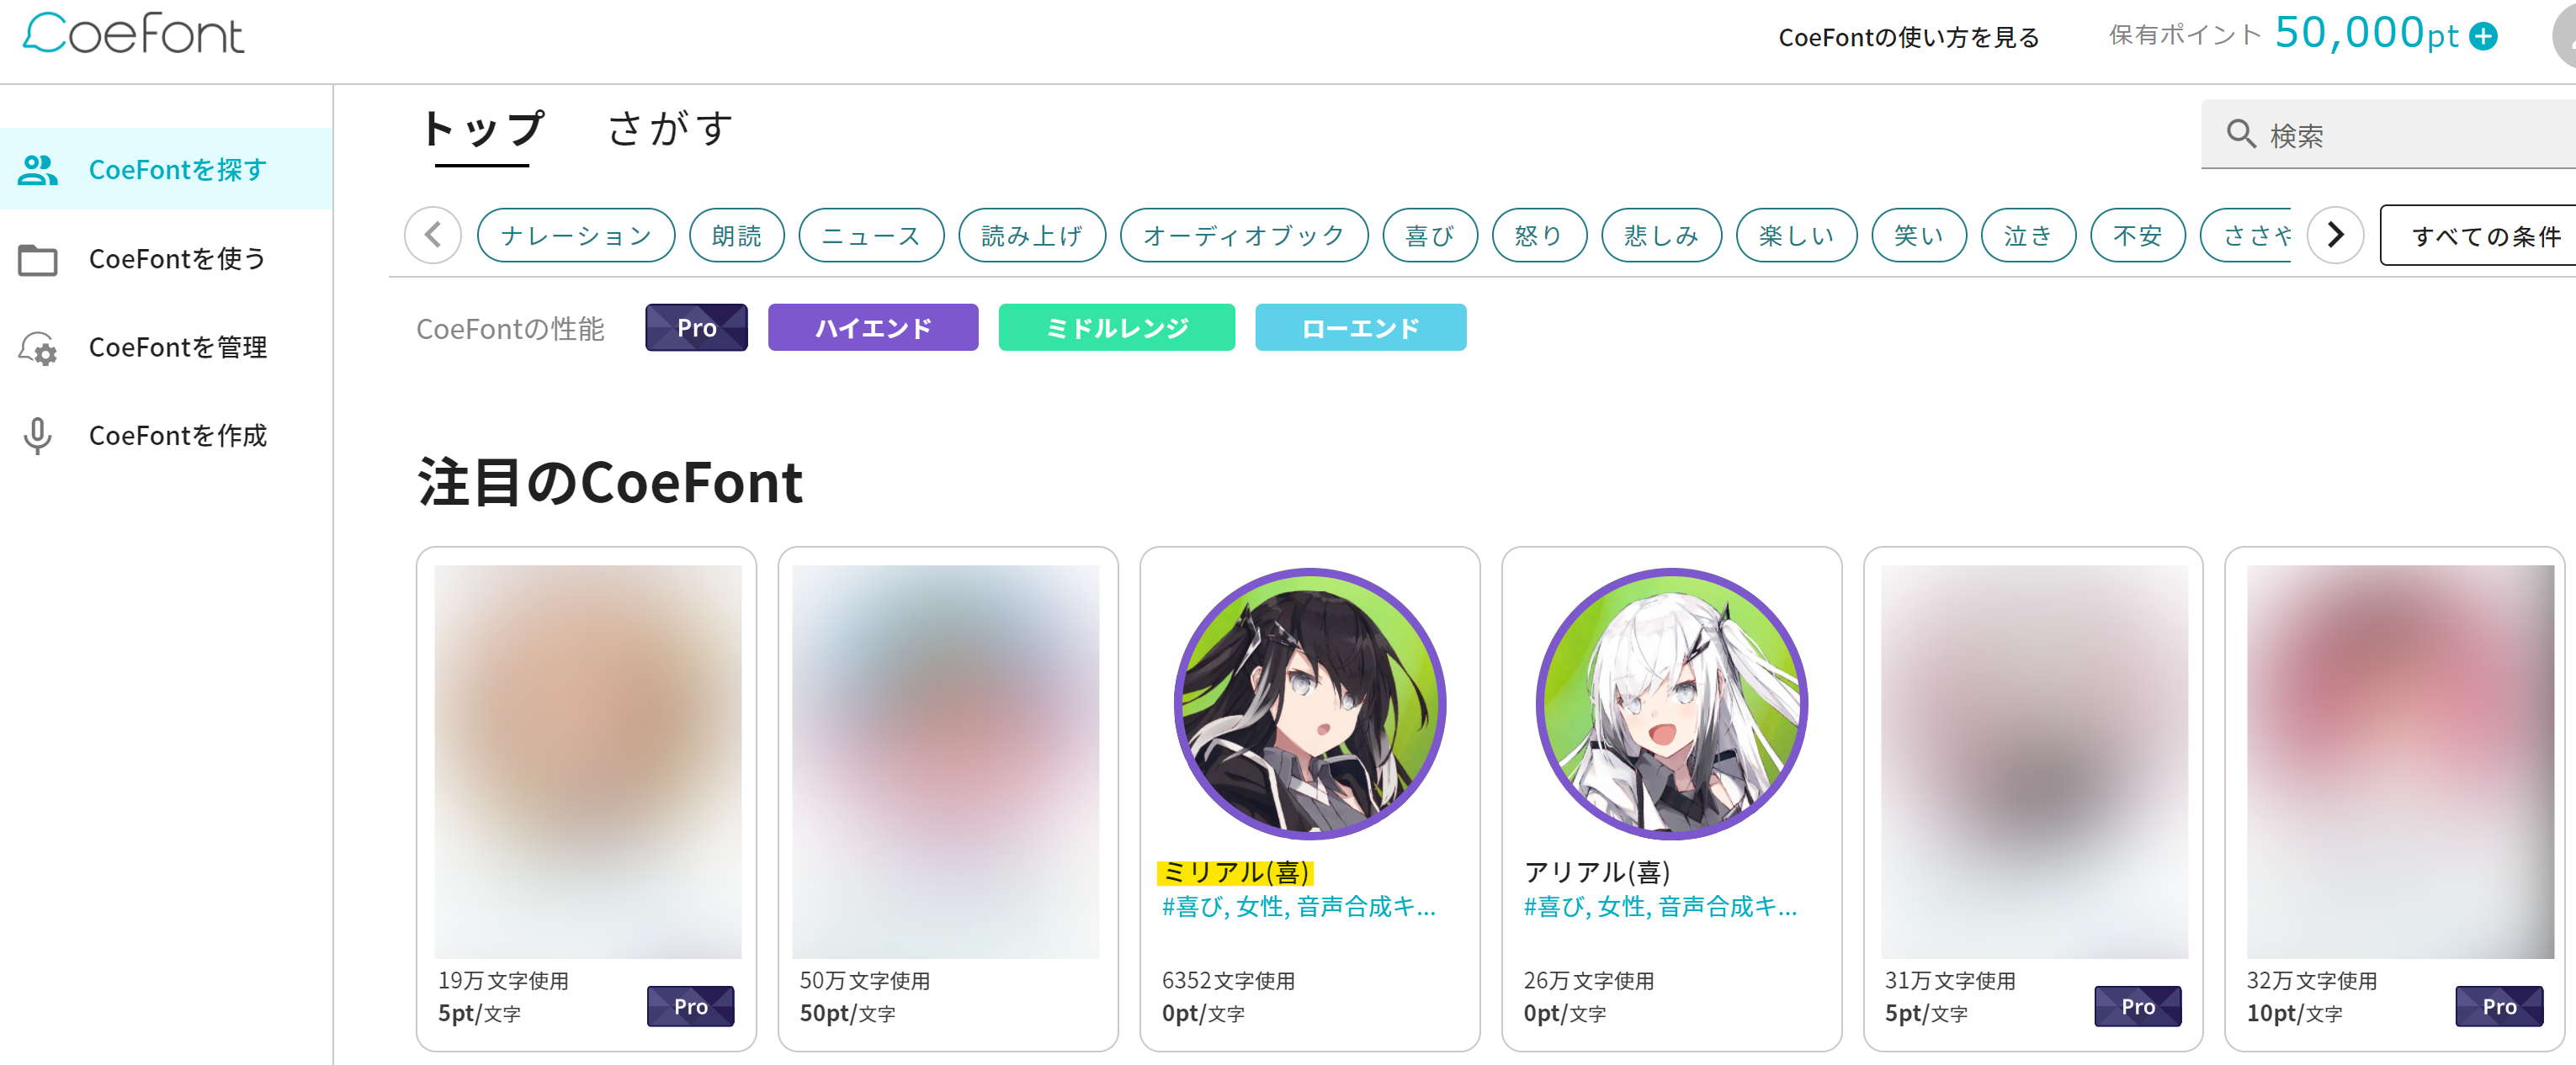 CoeFont
CoeFontの使い方を見る
保有ポイント 50,000pt
CoeFontを探す
CoeFontを使う
CoeFontを管理
CoeFontを作成
トップ さがす
検索
ナレーション 朗読 ニュース 読み上げ オーディオブック 喜び 怒り 悲しみ 楽しい 笑い 泣き 不安 ささや
すべての条件
CoeFontの性能 Pro ハイエンド ミドルレンジ ローエンド
注目のCoeFont
19万文字使用
5pt/文字
Pro
50万文字使用
50pt/文字
ミリアル(喜)
#喜び, 女性, 音声合成キ...
6352文字使用
0pt/文字
アリアル(喜)
#喜び, 女性, 音声合成キ...
26万文字使用
0pt/文字
31万文字使用
5pt/文字
Pro
32万文字使用
10pt/文字
Pro